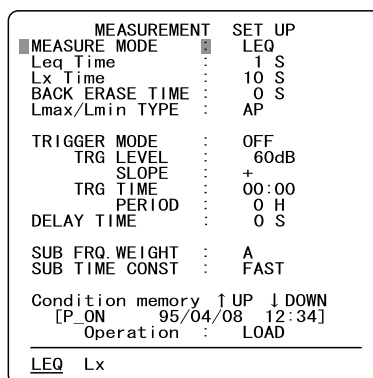 MEASUREMENT SET UP
MEASURE MODE : LEQ
Leq Time : 1 S
Lx Time : 10 S
BACK ERASE TIME : 0 S
Lmax/Lmin TYPE : AP
TRIGGER MODE : OFF
TRG LEVEL : 60dB
SLOPE : +
TRG TIME : 00:00
PERIOD : 0 H
DELAY TIME : 0 S
SUB FRQ.WEIGHT : A
SUB TIME CONST : FAST
Condition memory ↑UP ↓DOWN
[P_ON 95/04/08 12:34]
Operation : LOAD
LEQ Lx